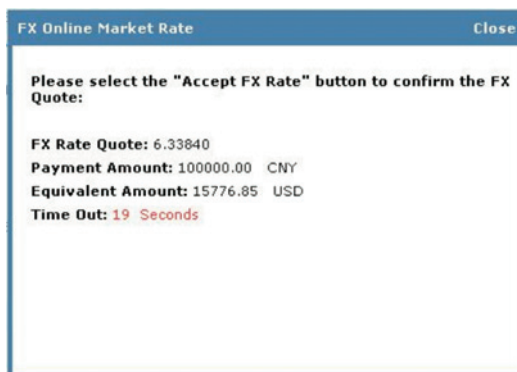 FX Online Market Rate Close
Please select the "Accept FX Rate" button to confirm the FX
Quote:
FX Rate Quote: 6.33840
Payment Amount: 100000.00 CNY
Equivalent Amount: 15776.85 USD
Time Out: 19 Seconds